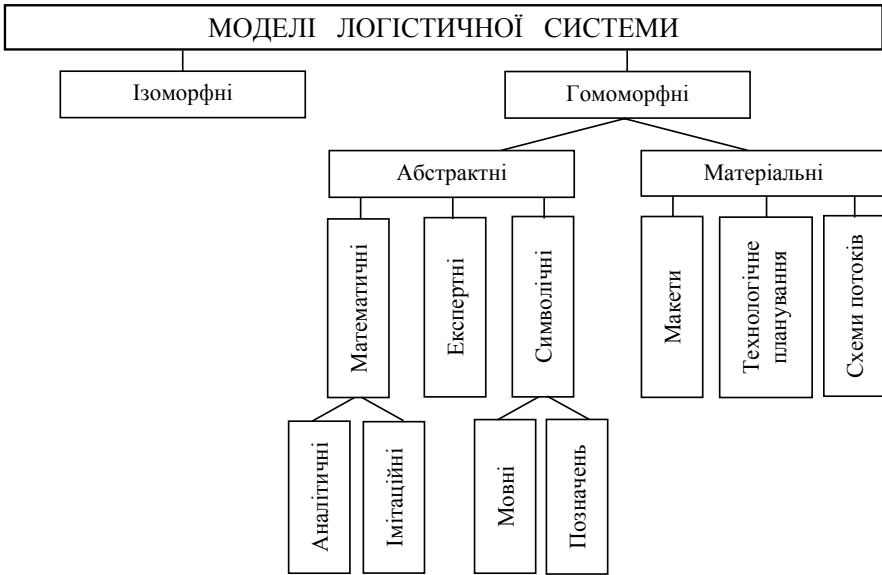 МОДЕЛІ ЛОГІСТИЧНОЇ СИСТЕМИ
Ізоморфні
Гомоморфні
Абстрактні
Матеріальні
Математичні
Експертні
Символічні
Макети
Технологічне
планування
Схеми потоків
Аналітичні
Імітаційні
Мовні
Позначень